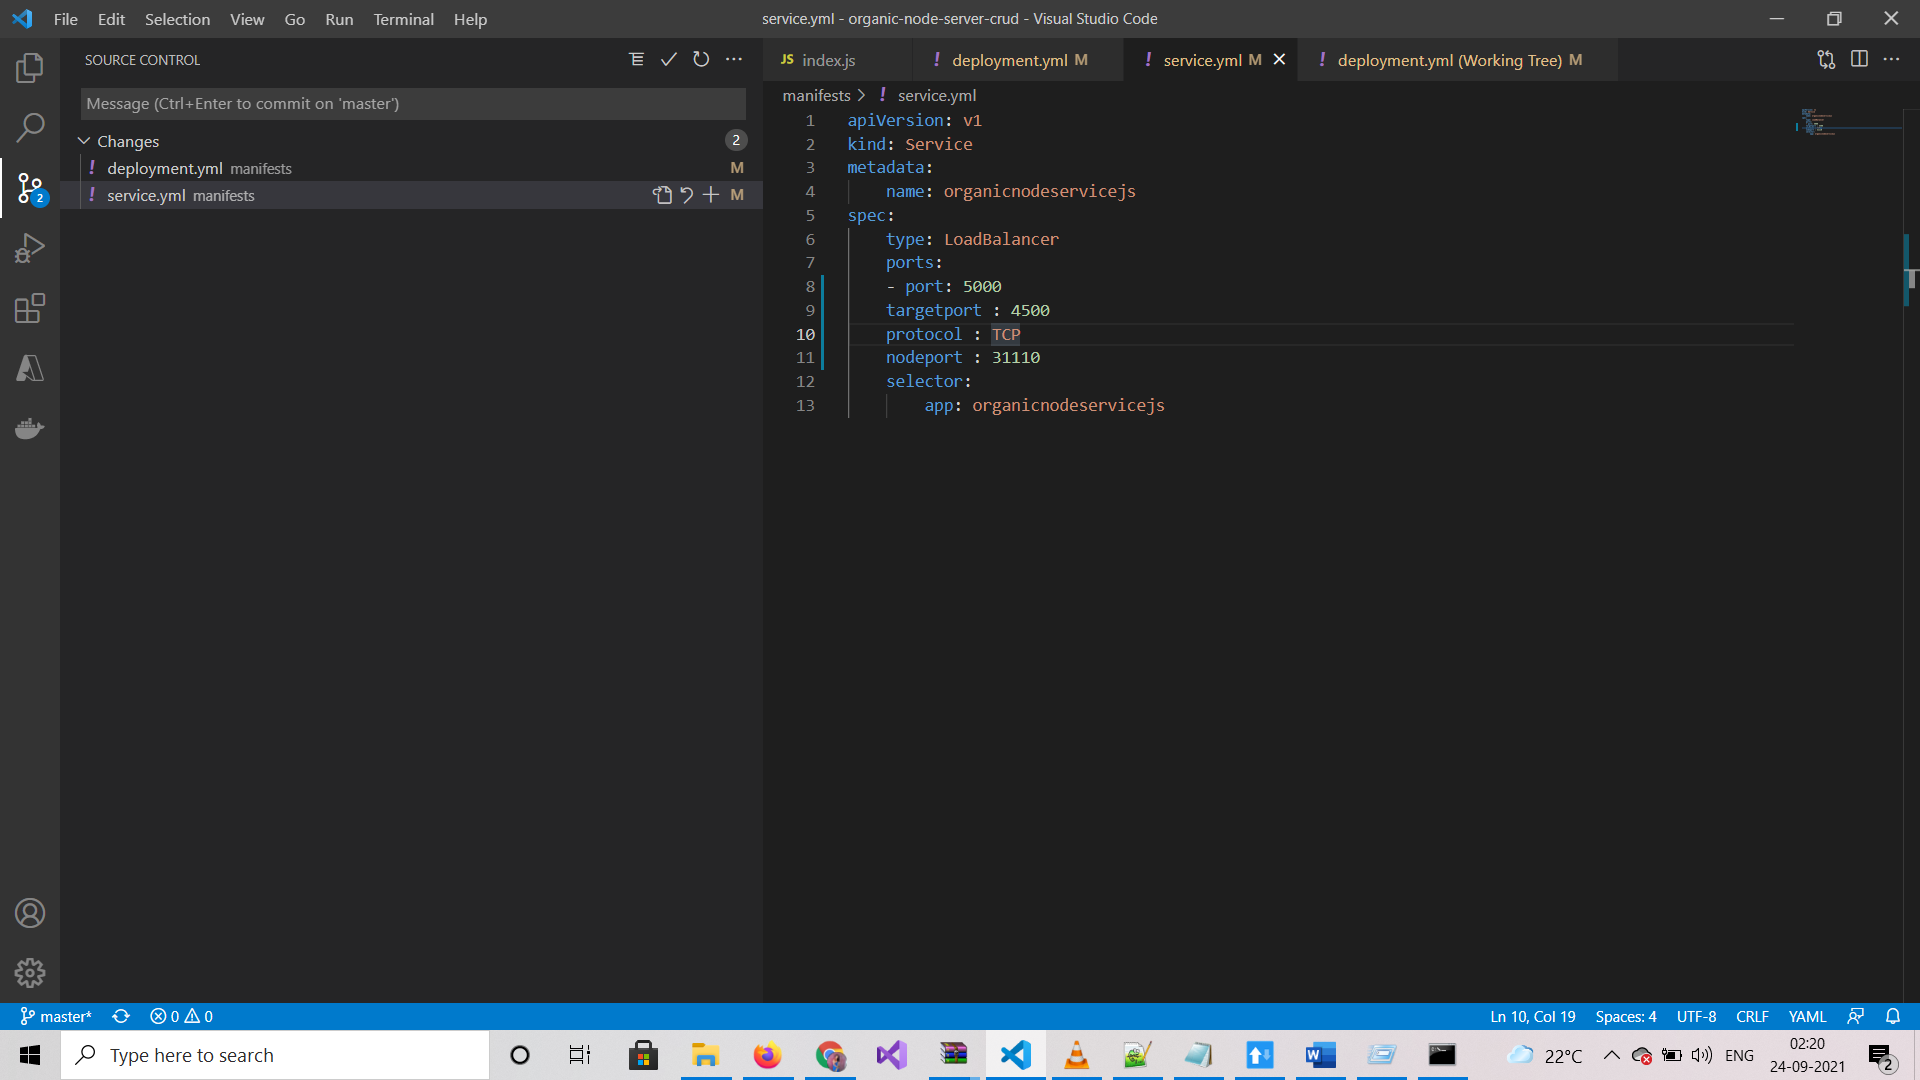 File Edit Selection View Go Run Terminal Help
service.yml - organic-node-server-crud - Visual Studio Code
SOURCE CONTROL
Message (Ctrl+Enter to commit on 'master')
Changes 2
! deployment.yml manifests M
! service.yml manifests M
2
JS index.js
! deployment.yml M
! service.yml M
! deployment.yml (Working Tree) M
manifests > ! service.yml
1 apiVersion: v1
2 kind: Service
3 metadata:
4 name: organicnodeservicejs
5 spec:
6 type: LoadBalancer
7 ports:
8 - port: 5000
9 targetport : 4500
10 protocol : TCP
11 nodeport : 31110
12 selector:
13 app: organicnodeservicejs
master* 0 0
Ln 10, Col 19 Spaces: 4 UTF-8 CRLF YAML
Type here to search
22°C ENG
02:20
24-09-2021
2